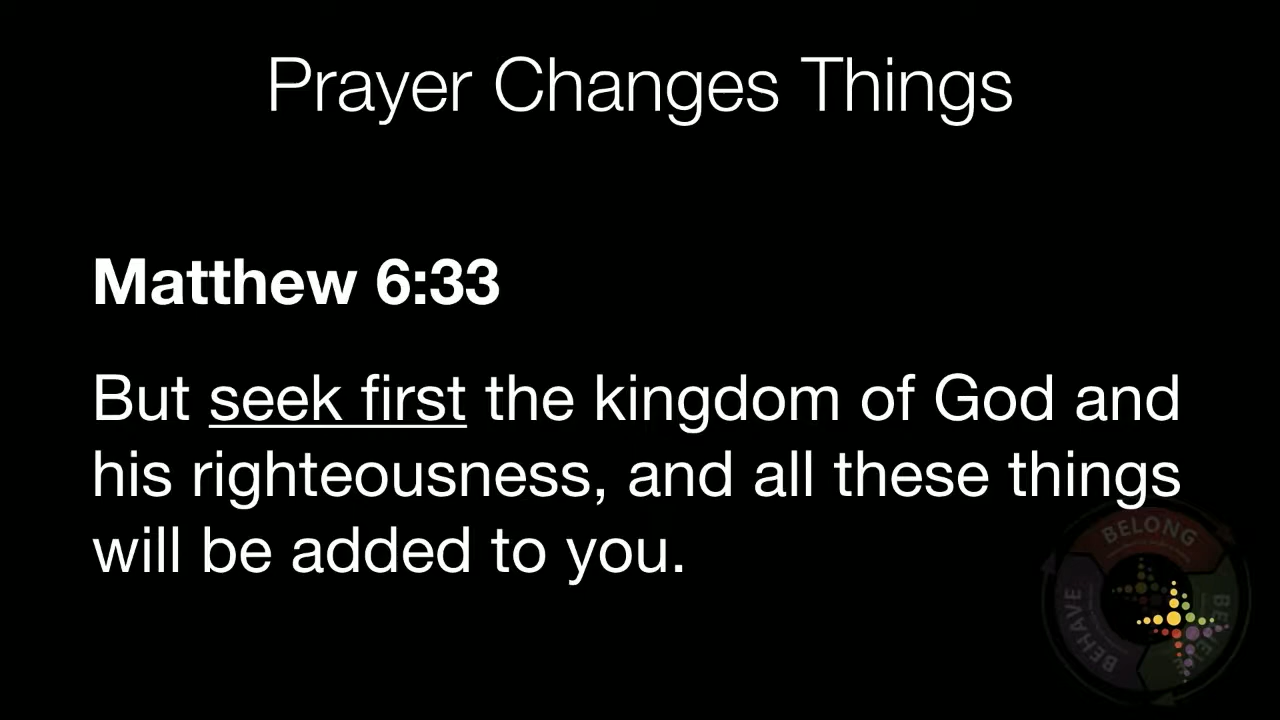 Prayer Changes Things
Matthew 6:33
But seek first the kingdom of God and
his righteousness, and all these things
will be added to you.
BELONG
BEHAVE